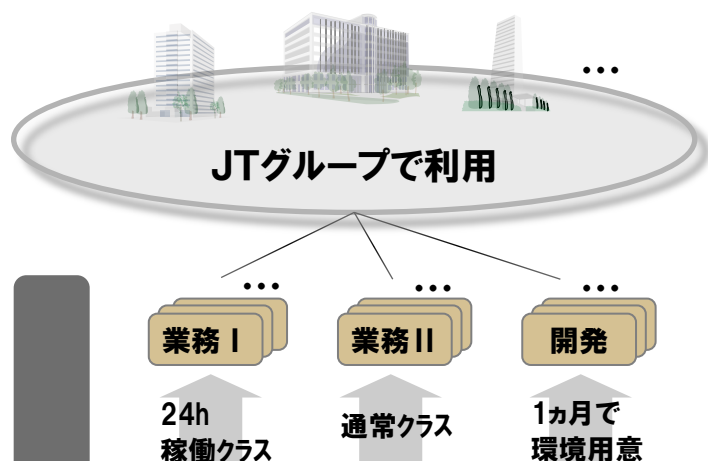 …
JTグループで利用
… … …
業務Ⅰ 業務Ⅱ 開発
24h
稼働クラス
通常クラス
1ヵ月で
環境用意